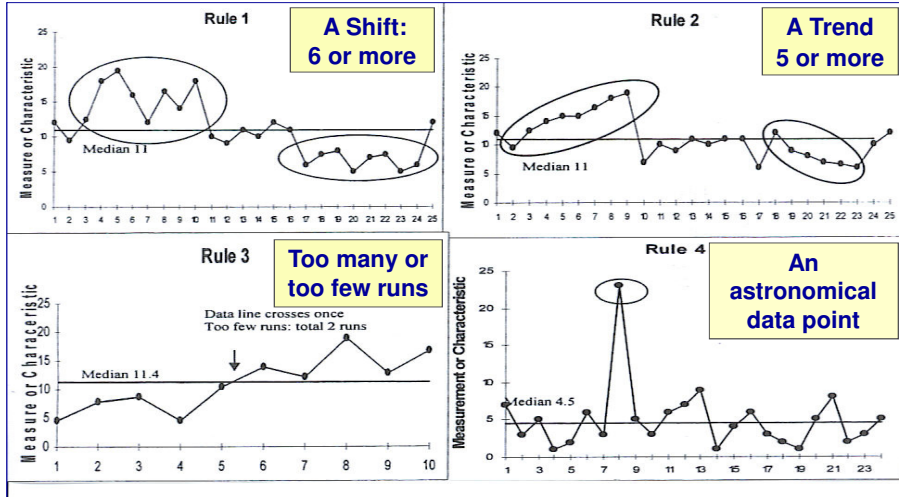 Rule 1
A Shift:
6 or more
Measure or Characteristic
25
20
15
10
5
0
Median 11
1 2 3 4 5 6 7 8 9 10 11 12 13 14 15 16 17 18 19 20 21 22 23 24 25
Rule 2
A Trend
5 or more
Measure or Characteristic
25
20
15
10
5
0
Median 11
1 2 3 4 5 6 7 8 9 10 11 12 13 14 15 16 17 18 19 20 21 22 23 24 25
Rule 3
Too many or
too few runs
Measure or Characeristic
25
20
15
10
5
0
Data line crosses once
Too few runs: total 2 runs
Median 11.4
1 2 3 4 5 6 7 8 9 10
Rule 4
An
astronomical
data point
Measurement or Characteristic
25
20
15
10
5
0
Median 4.5
1 3 5 7 9 11 13 15 17 19 21 23